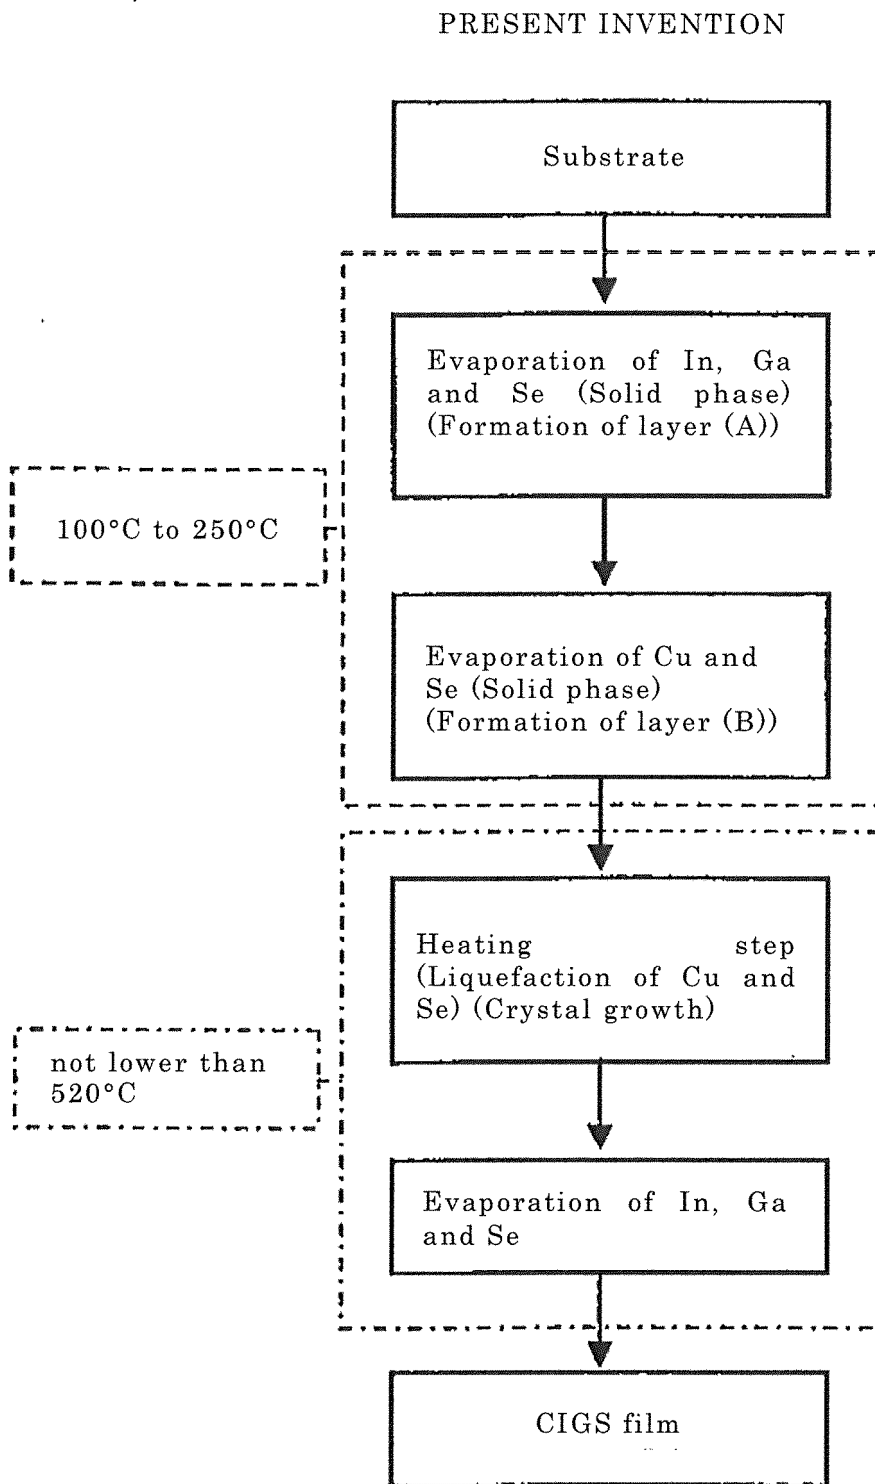 PRESENT INVENTION
Substrate
Evaporation of In, Ga
and Se (Solid phase)
(Formation of layer (A))
100°C to 250°C
Evaporation of Cu and
Se (Solid phase)
(Formation of layer (B))
Heating step
(Liquefaction of Cu and
Se) (Crystal growth)
not lower than
520°C
Evaporation of In, Ga
and Se
CIGS film